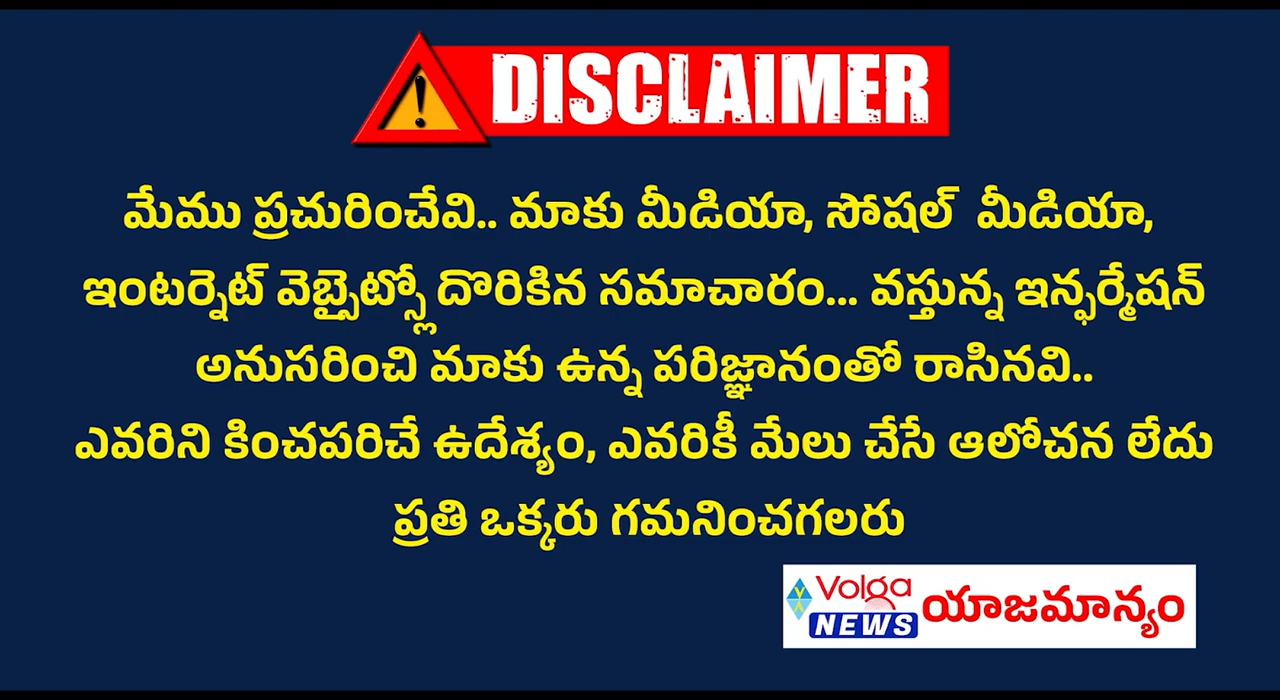 DISCLAIMER
మేము ప్రచురించేవి.. మాకు మీడియా, సోషల్ మీడియా,
ఇంటర్నెట్ వెబ్సైట్స్లో దొరికిన సమాచారం... వస్తున్న ఇన్ఫర్మేషన్
అనుసరించి మాకు ఉన్న పరిజ్ఞానంతో రాసినవి..
ఎవరిని కించపరిచే ఉదేశ్యం, ఎవరికీ మేలు చేసే ఆలోచన లేదు
ప్రతి ఒక్కరు గమనించగలరు
Volga
NEWS యాజమాన్యం